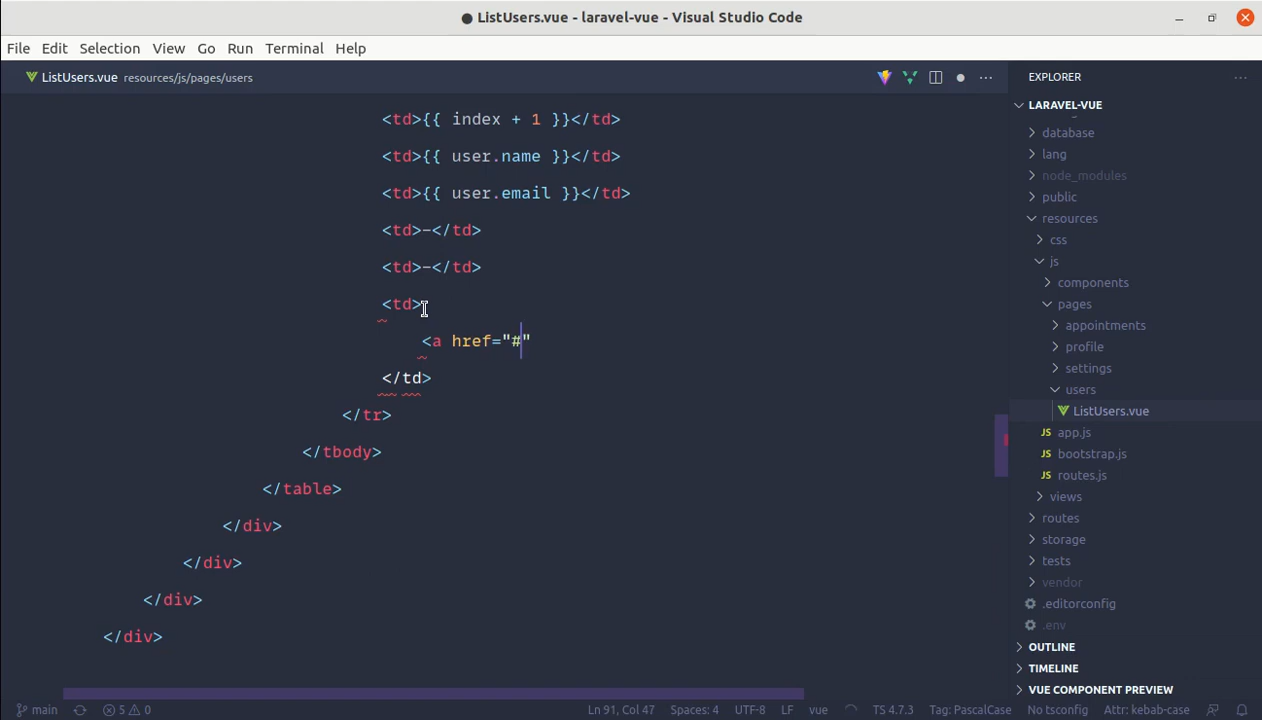 ● ListUsers.vue - laravel-vue - Visual Studio Code
File Edit Selection View Go Run Terminal Help
ListUsers.vue resources/js/pages/users
<td>{{ index + 1 }}</td>
<td>{{ user.name }}</td>
<td>{{ user.email }}</td>
<td>-</td>
<td>-</td>
<td>
<a href="#"
</td>
</tr>
</tbody>
</table>
</div>
</div>
</div>
</div>
EXPLORER
LARAVEL-VUE
database
lang
node_modules
public
resources
css
js
components
pages
appointments
profile
settings
users
ListUsers.vue
JS app.js
JS bootstrap.js
JS routes.js
views
routes
storage
tests
vendor
.editorconfig
.env
OUTLINE
TIMELINE
VUE COMPONENT PREVIEW
main 5 0 Ln 91, Col 47 Spaces: 4 UTF-8 LF vue TS 4.7.3 Tag: PascalCase No tsconfig Attr: kebab-case